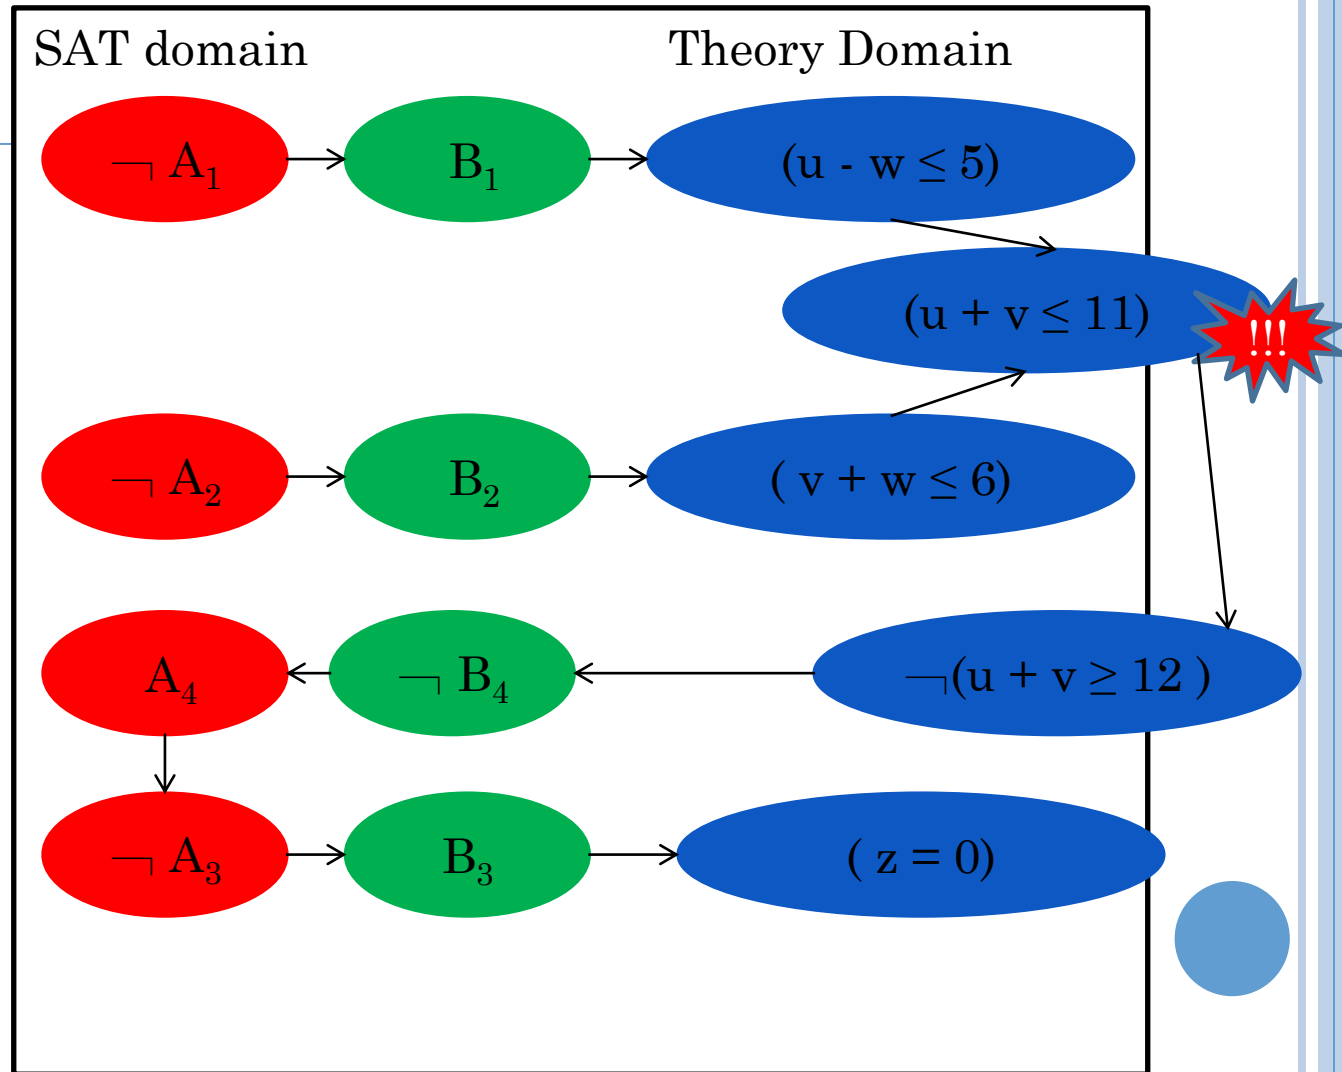 SAT domain Theory Domain
¬ A₁ B₁ (u - w ≤ 5)
(u + v ≤ 11) !!!
¬ A₂ B₂ ( v + w ≤ 6)
A₄ ¬ B₄ ¬(u + v ≥ 12 )
¬ A₃ B₃ ( z = 0)